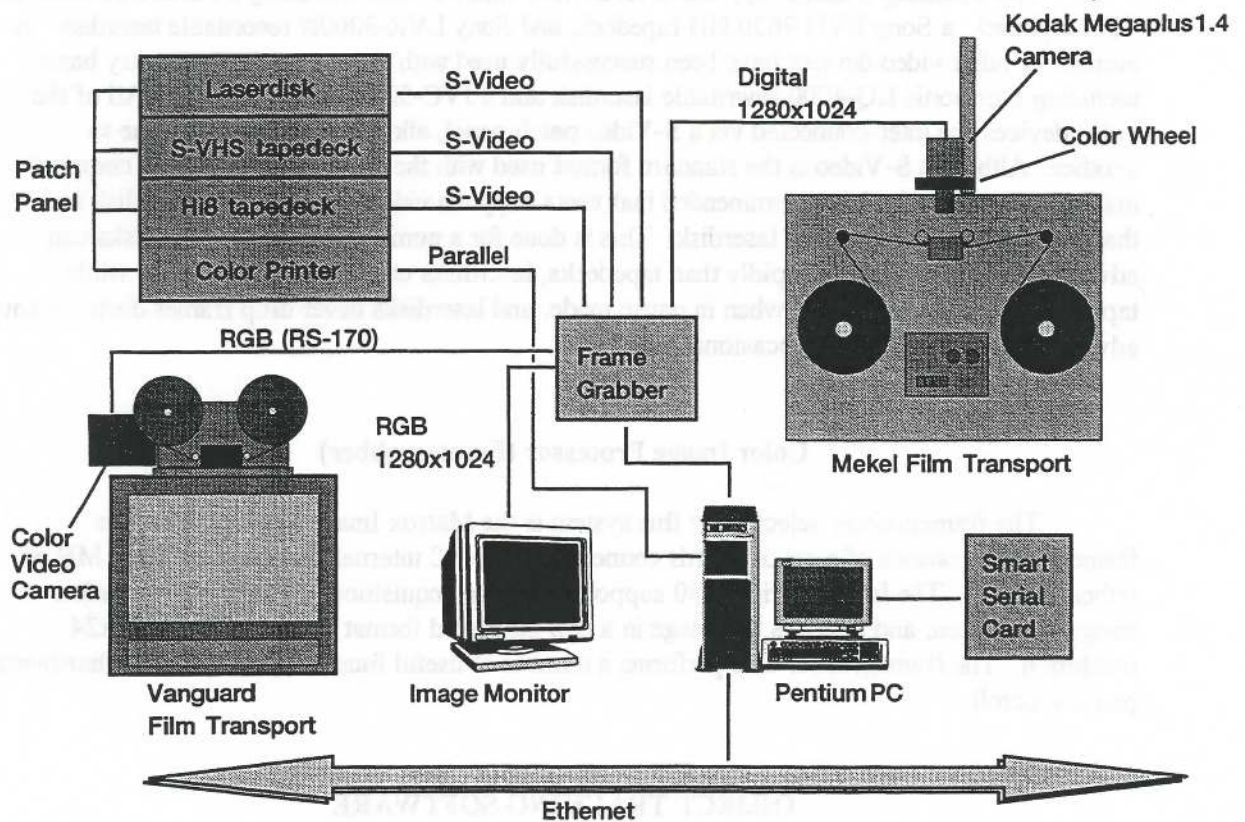 Kodak Megaplus1.4
Camera
Color Wheel
Digital
1280x1024
Laserdisk
S-Video
S-VHS tapedeck
S-Video
Patch
Panel
Hi8 tapedeck
S-Video
Color Printer
Parallel
RGB (RS-170)
Frame
Grabber
RGB
1280x1024
Mekel Film Transport
Color
Video
Camera
Smart
Serial
Card
Vanguard
Film Transport
Image Monitor
Pentium PC
Ethernet